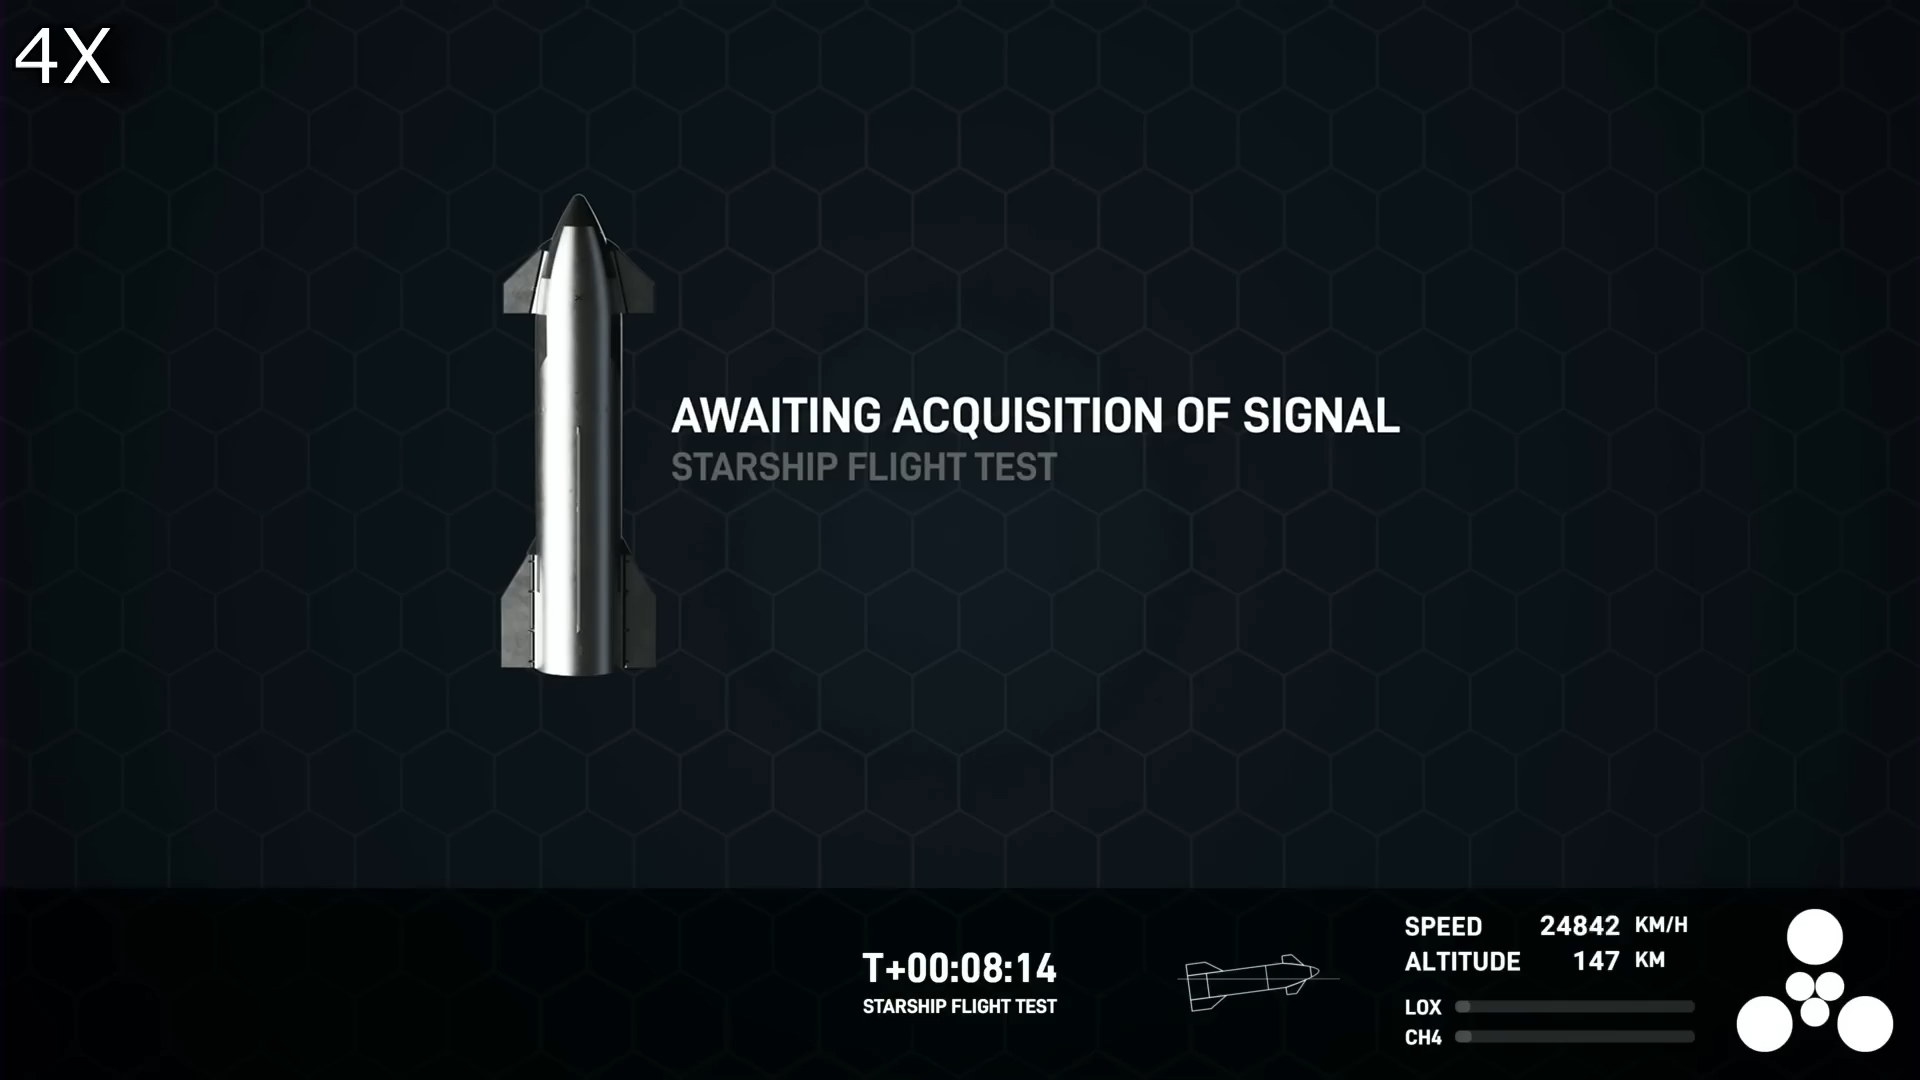 4X
AWAITING ACQUISITION OF SIGNAL
STARSHIP FLIGHT TEST
T+00:08:14
STARSHIP FLIGHT TEST
SPEED 24842 KM/H
ALTITUDE 147 KM
LOX
CH4